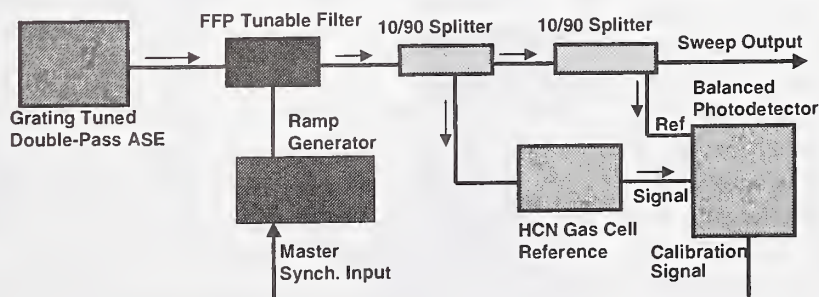 FFP Tunable Filter
10/90 Splitter
10/90 Splitter
Sweep Output
Grating Tuned
Double-Pass ASE
Ramp
Generator
Balanced
Photodetector
Ref
Signal
HCN Gas Cell
Reference
Master
Synch. Input
Calibration
Signal